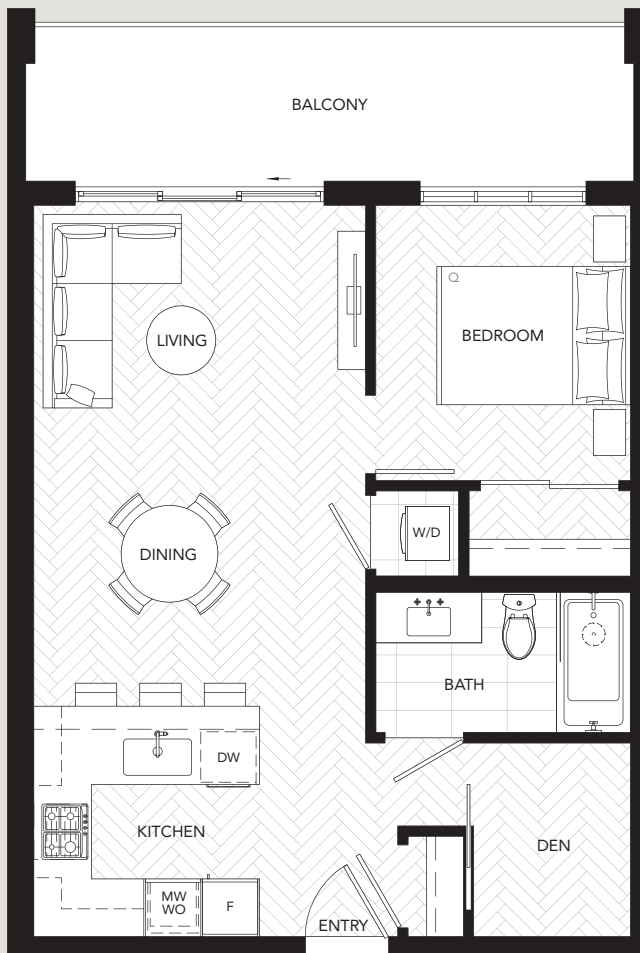 BALCONY
LIVING
BEDROOM
W/D
DINING
BATH
DW
KITCHEN
DEN
MW
WO
F
ENTRY